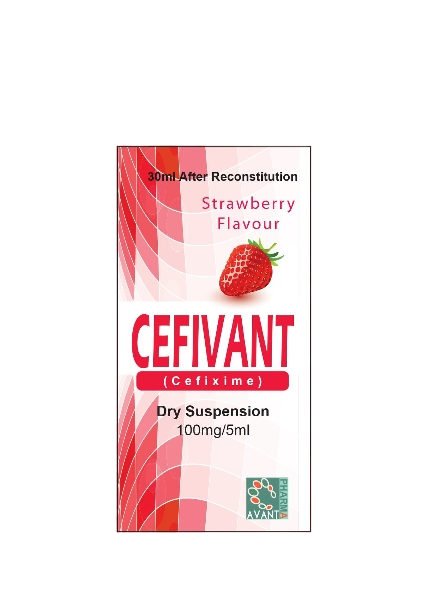 30ml After Reconstitution
Strawberry
Flavour
CEFIVANT
(Cefixime)
Dry Suspension
100mg/5ml
AVANT
PHARMA